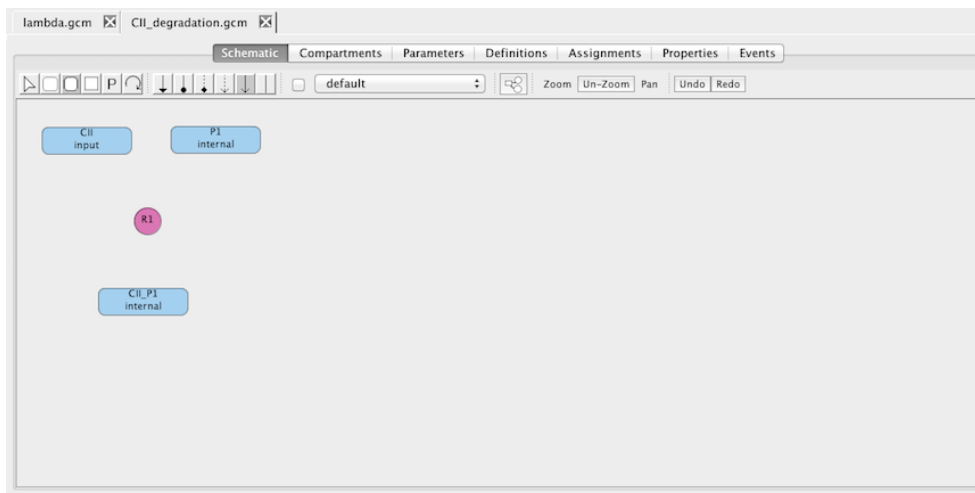 lambda.gcm CII_degradation.gcm
Schematic Compartments Parameters Definitions Assignments Properties Events
P default Zoom Un-Zoom Pan Undo Redo
CII
input
P1
internal
R1
CII_P1
internal